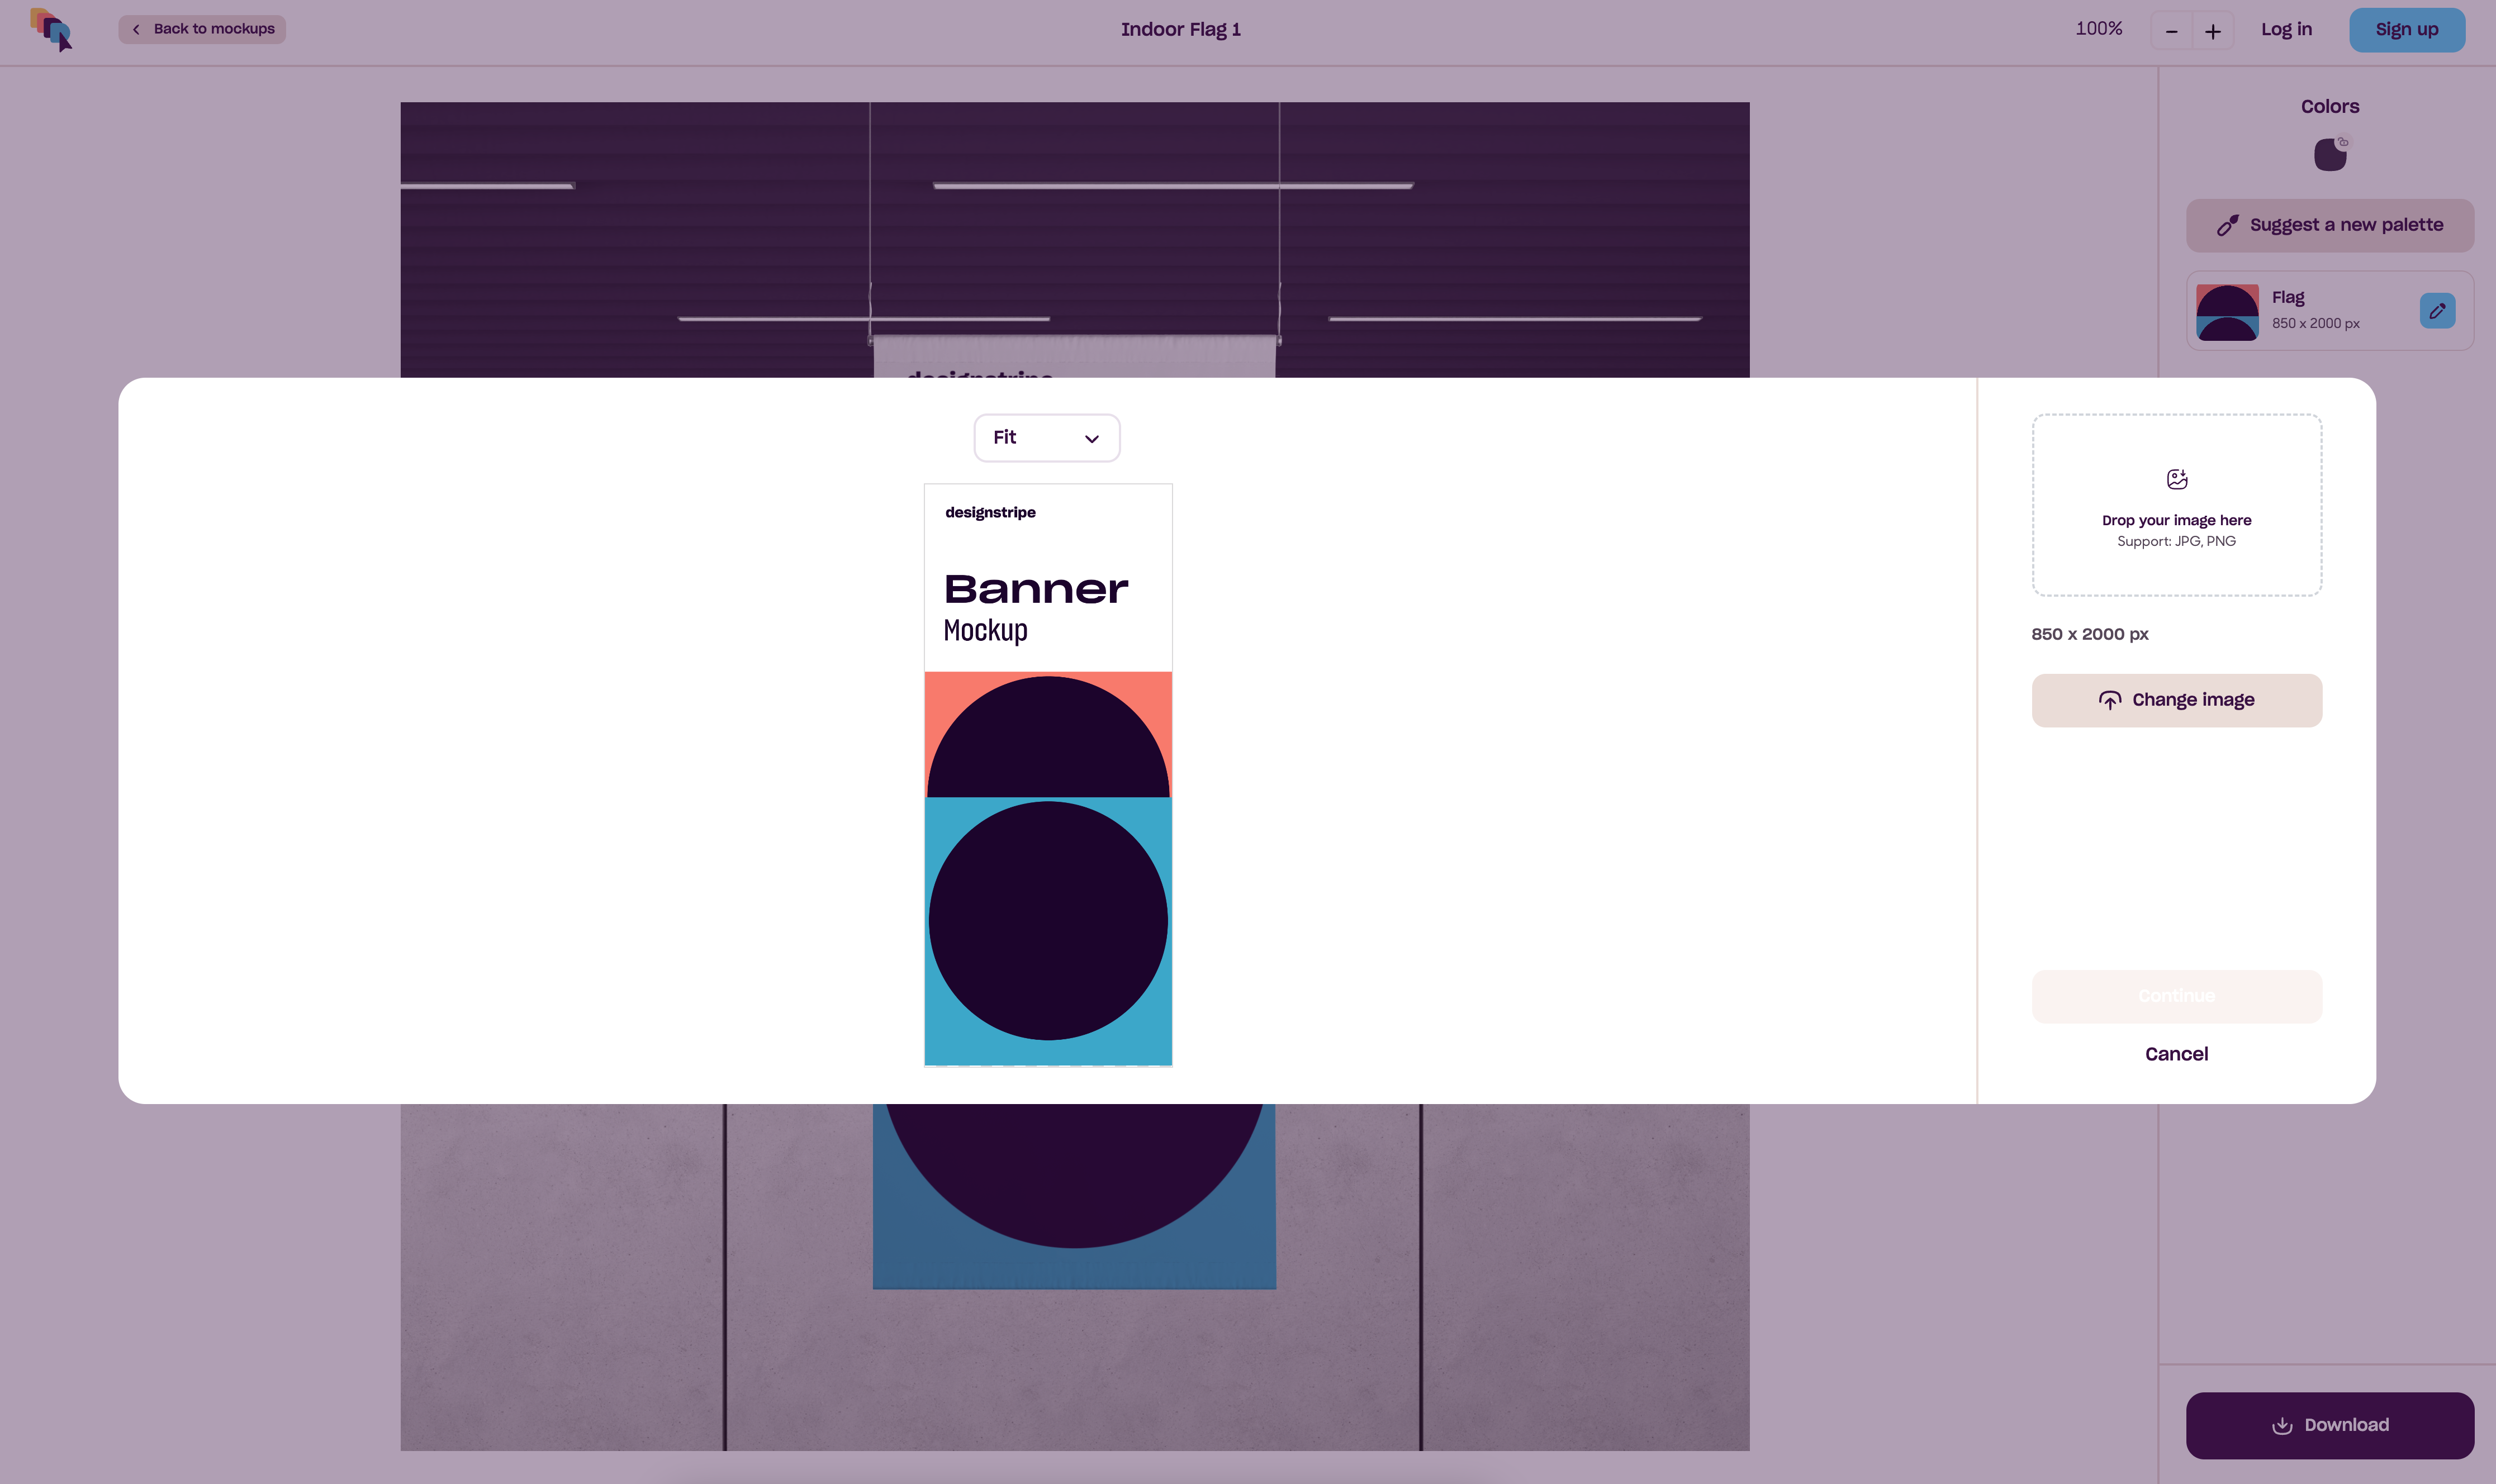 Back to mockups
Indoor Flag 1
100%
Log in
Sign up
Colors
Suggest a new palette
Flag
850 x 2000 px
designstripe
Fit
designstripe
Banner
Mockup
Drop your image here
Support: JPG, PNG
850 x 2000 px
Change image
Continue
Cancel
Download